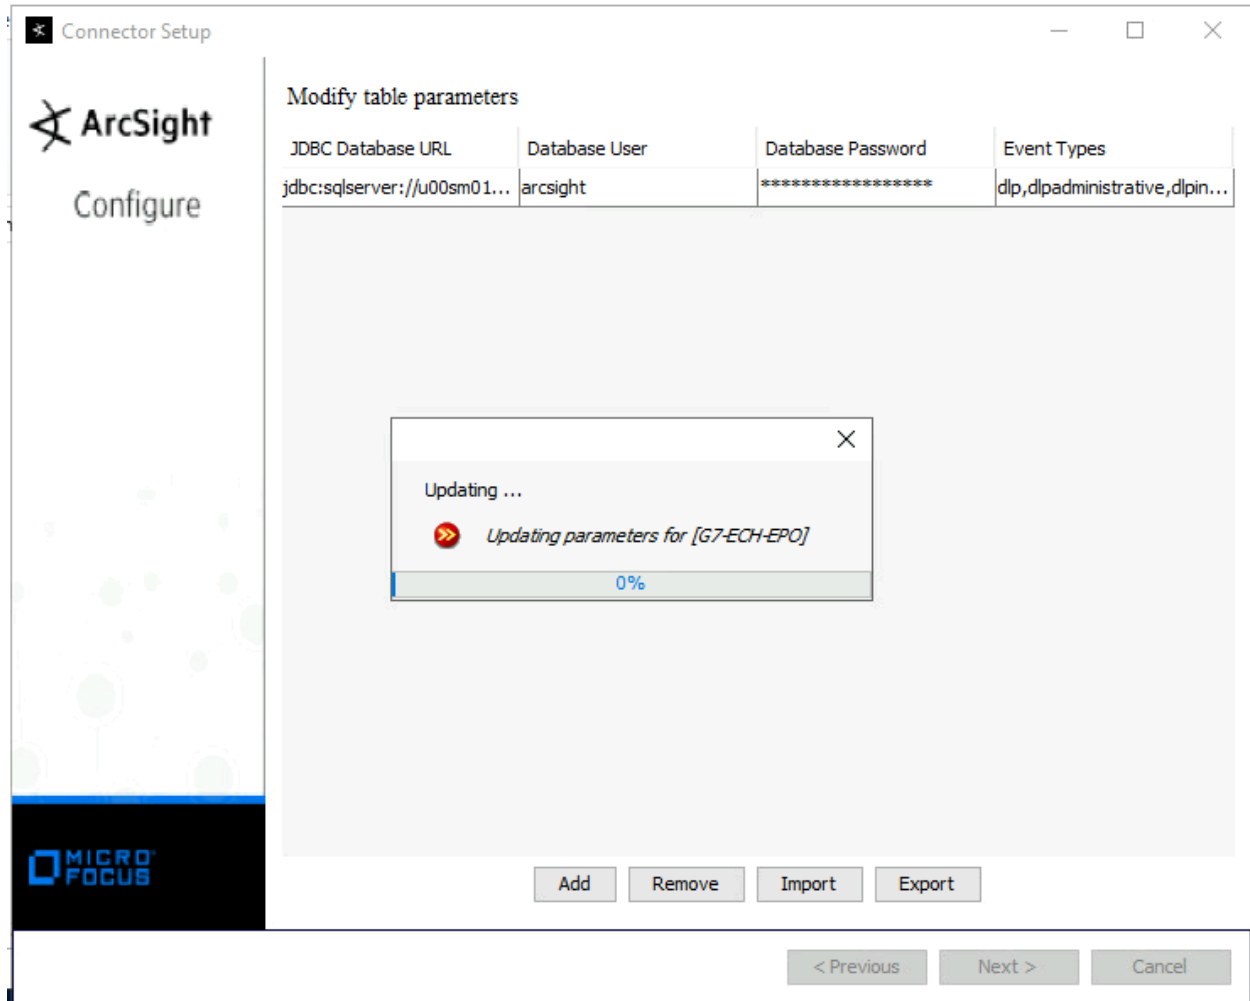 Connector Setup
ArcSight
Configure
Modify table parameters
JDBC Database URL Database User Database Password Event Types
jdbc:sqlserver://u00sm01... arcsight ***************** dlp,dlpadministrative,dlpin...
Updating ...
Updating parameters for [G7-ECH-EPO]
0%
MICRO
FOCUS
Add Remove Import Export
< Previous Next > Cancel